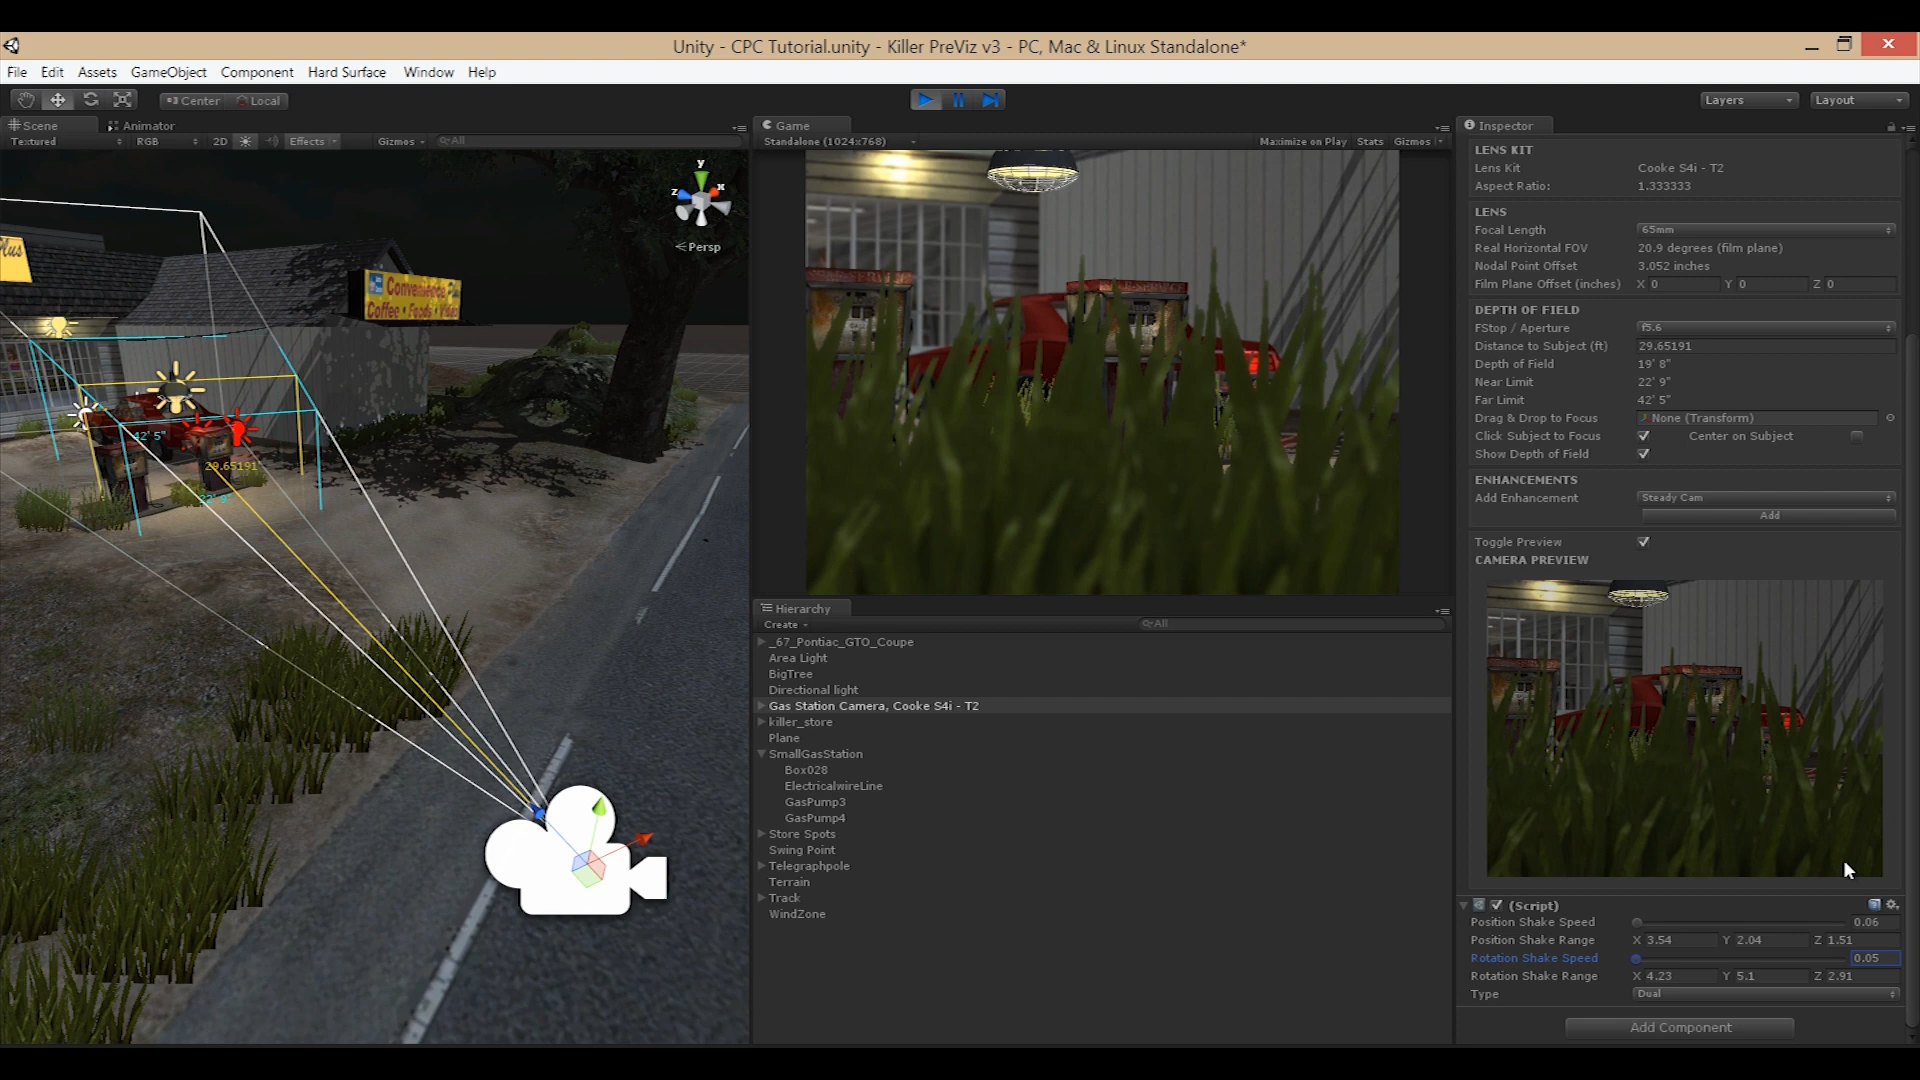 Unity - CPC Tutorial.unity - Killer PreViz v3 - PC, Mac & Linux Standalone*
File Edit Assets GameObject Component Hard Surface Window Help
Center Local
Layers Layout
Scene Animator
Textured RGB 2D Effects Gizmos All
y
x
z
Persp
Plus
Convenience Plus
Coffee • Foods • Video
42' 5"
29.65191
22' 9"
Game
Standalone (1024x768) Maximize on Play Stats Gizmos
Hierarchy
Create All
_67_Pontiac_GTO_Coupe
Area Light
BigTree
Directional light
Gas Station Camera, Cooke S4i - T2
killer_store
Plane
SmallGasStation
Box028
ElectricalwireLine
GasPump3
GasPump4
Store Spots
Swing Point
Telegraphpole
Terrain
Track
WindZone
Inspector
LENS KIT
Lens Kit Cooke S4i - T2
Aspect Ratio: 1.333333
LENS
Focal Length 65mm
Real Horizontal FOV 20.9 degrees (film plane)
Nodal Point Offset 3.052 inches
Film Plane Offset (inches) X 0 Y 0 Z 0
DEPTH OF FIELD
FStop / Aperture f5.6
Distance to Subject (ft) 29.65191
Depth of Field 19' 8"
Near Limit 22' 9"
Far Limit 42' 5"
Drag & Drop to Focus None (Transform)
Click Subject to Focus Center on Subject
Show Depth of Field
ENHANCEMENTS
Add Enhancement Steady Cam
Add
Toggle Preview
CAMERA PREVIEW
(Script)
Position Shake Speed 0.06
Position Shake Range X 3.54 Y 2.04 Z 1.51
Rotation Shake Speed 0.05
Rotation Shake Range X 4.23 Y 5.1 Z 2.91
Type Dual
Add Component